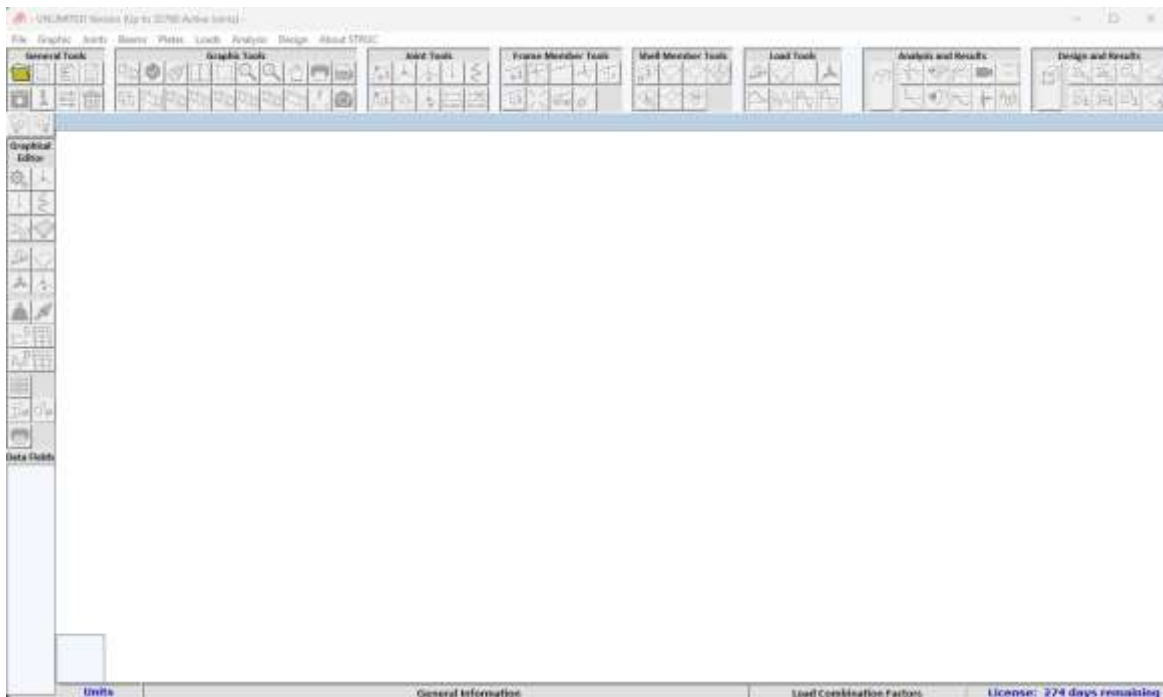 - UNLIMITED Version (Up to 32768 Active Joints) -
File Graphic Joints Beams Plates Loads Analysis Design About STRUC
General Tools Graphic Tools Joint Tools Frame Member Tools Shell Member Tools Load Tools Analysis and Results Design and Results
Graphical
Editor
Data Fields
Units General Information Load Combination Factors License: 274 days remaining